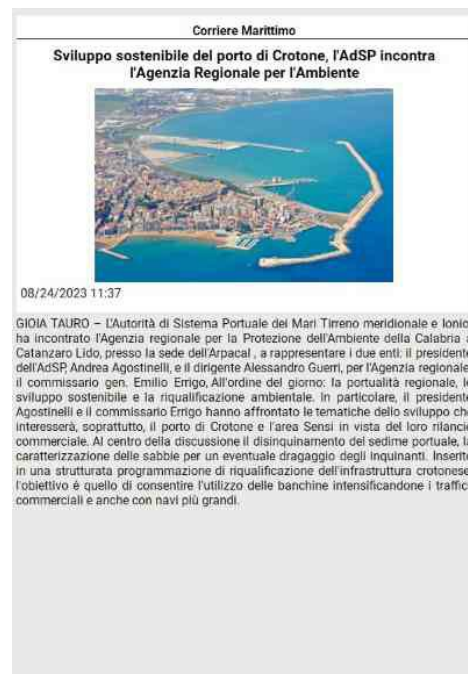 Corriere Marittimo
Sviluppo sostenibile del porto di Crotone, l'AdSP incontra
l'Agenzia Regionale per l'Ambiente
08/24/2023 11:37
GIOIA TAURO – L'Autorità di Sistema Portuale dei Mari Tirreno meridionale e Ionio,
ha incontrato l'Agenzia regionale per la Protezione dell'Ambiente della Calabria
Catanzaro Lido, presso la sede dell'Arpacal , a rappresentare i due enti: il presidente
dell'AdSP, Andrea Agostinelli, e il dirigente Alessandro Guerri, per l'Agenzia regionale,
il commissario gen. Emilio Errigo, All'ordine del giorno: la portualità regionale,
sviluppo sostenibile e la riqualificazione ambientale. In particolare, il presidente
Agostinelli e il commissario Errigo hanno affrontato le tematiche dello sviluppo che
interesserà, soprattutto, il porto di Crotone e l'area Sensi in vista del loro rilancio
commerciale. Al centro della discussione il disinquinamento del sedime portuale,
caratterizzazione delle sabbie per un eventuale dragaggio degli inquinanti. Inserito
in una strutturata programmazione di riqualificazione dell'infrastruttura crotonese,
l'obiettivo è quello di consentire l'utilizzo delle banchine intensificandone i traffici
commerciali e anche con navi più grandi.